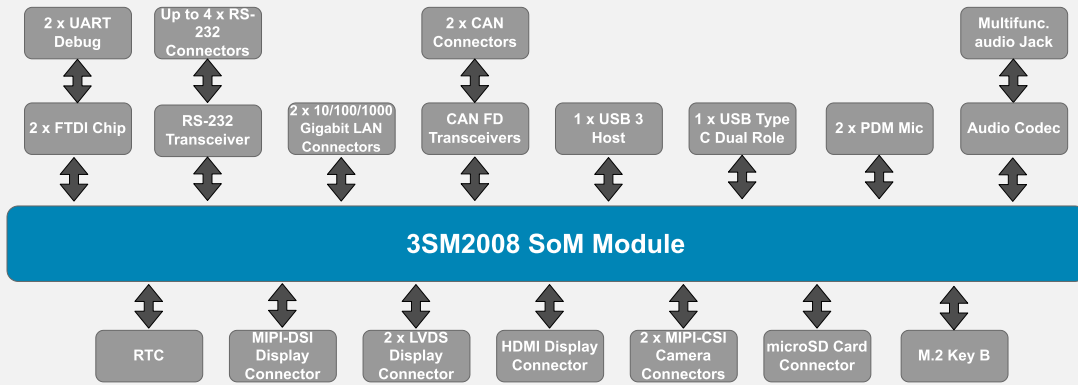 2 x UART
Debug
Up to 4 x RS-
232
Connectors
2 x CAN
Connectors
Multifunc.
audio Jack
2 x FTDI Chip
RS-232
Transceiver
2 x 10/100/1000
Gigabit LAN
Connectors
CAN FD
Transceivers
1 x USB 3
Host
1 x USB Type
C Dual Role
2 x PDM Mic
Audio Codec
3SM2008 SoM Module
RTC
MIPI-DSI
Display
Connector
2 x LVDS
Display
Connector
HDMI Display
Connector
2 x MIPI-CSI
Camera
Connectors
microSD Card
Connector
M.2 Key B